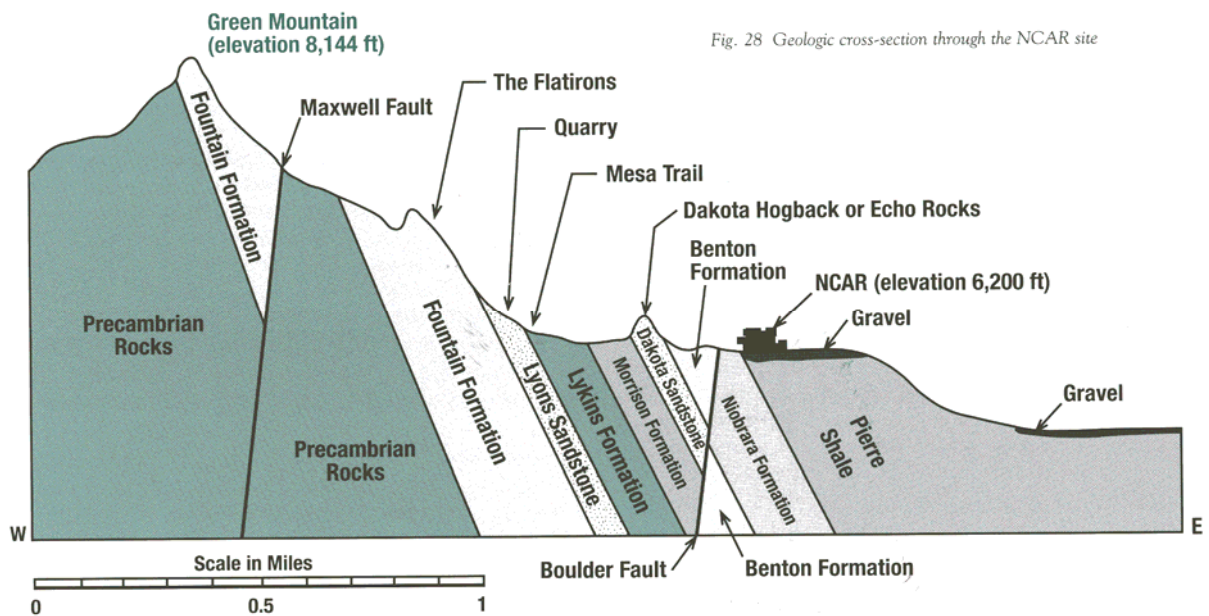 Green Mountain
(elevation 8,144 ft)
Fig. 28 Geologic cross-section through the NCAR site
The Flatirons
Maxwell Fault
Quarry
Mesa Trail
Dakota Hogback or Echo Rocks
Benton
Formation
NCAR (elevation 6,200 ft)
Gravel
Fountain Formation
Precambrian
Rocks
Precambrian
Rocks
Fountain Formation
Lyons Sandstone
Lykins Formation
Morrison Formation
Dakota Sandstone
Niobrara Formation
Pierre
Shale
Gravel
W
E
Boulder Fault
Benton Formation
Scale in Miles
0
0.5
1